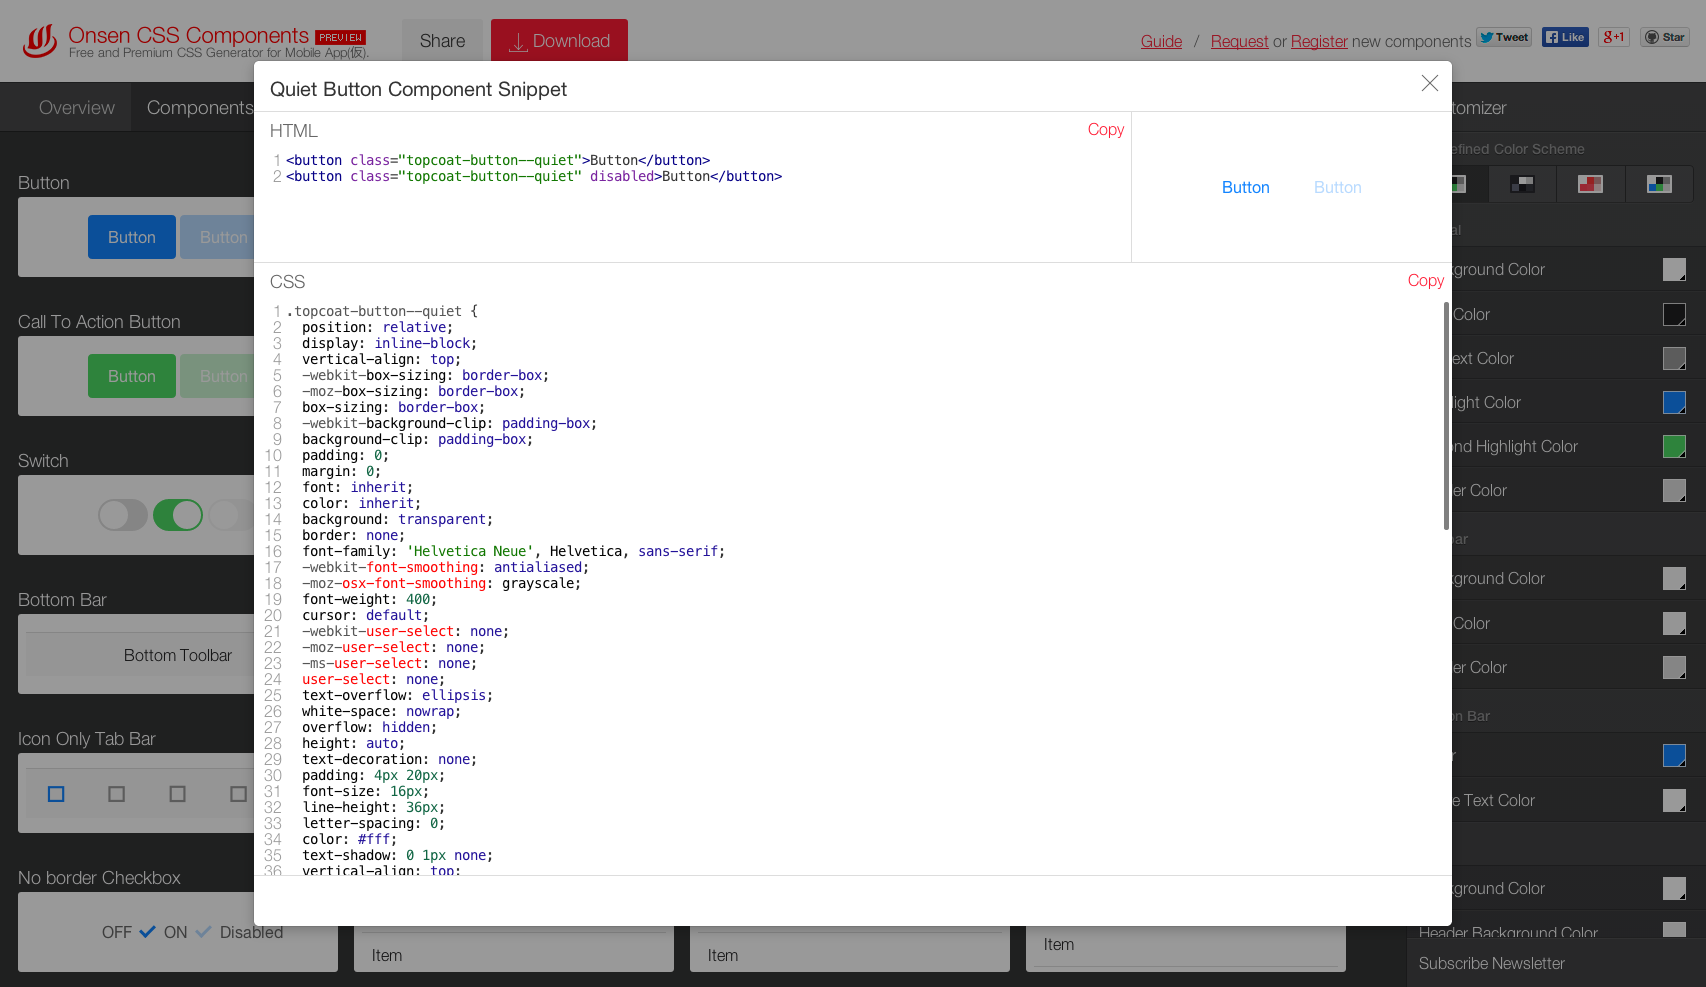 Onsen CSS Components PREVIEW
Free and Premium CSS Generator for Mobile App(仮).
Share
Download
Guide / Request or Register new components
Tweet
Like
+1
Star
Overview
Components
Button
Button Button
Call To Action Button
Button Button
Switch
Bottom Bar
Bottom Toolbar
Icon Only Tab Bar
No border Checkbox
OFF ON Disabled
Quiet Button Component Snippet
HTML
Copy
1 <button class="topcoat-button--quiet">Button</button>
2 <button class="topcoat-button--quiet" disabled>Button</button>
Button Button
CSS
Copy
1 .topcoat-button--quiet {
2 position: relative;
3 display: inline-block;
4 vertical-align: top;
5 -webkit-box-sizing: border-box;
6 -moz-box-sizing: border-box;
7 box-sizing: border-box;
8 -webkit-background-clip: padding-box;
9 background-clip: padding-box;
10 padding: 0;
11 margin: 0;
12 font: inherit;
13 color: inherit;
14 background: transparent;
15 border: none;
16 font-family: 'Helvetica Neue', Helvetica, sans-serif;
17 -webkit-font-smoothing: antialiased;
18 -moz-osx-font-smoothing: grayscale;
19 font-weight: 400;
20 cursor: default;
21 -webkit-user-select: none;
22 -moz-user-select: none;
23 -ms-user-select: none;
24 user-select: none;
25 text-overflow: ellipsis;
26 white-space: nowrap;
27 overflow: hidden;
28 height: auto;
29 text-decoration: none;
30 padding: 4px 20px;
31 font-size: 16px;
32 line-height: 36px;
33 letter-spacing: 0;
34 color: #fff;
35 text-shadow: 0 1px none;
36 vertical-align: top;
Item
Item
Item
tomizer
efined Color Scheme
al
ground Color
Color
ext Color
light Color
ond Highlight Color
er Color
bar
ground Color
Color
er Color
on Bar
r
e Text Color
ground Color
Header Background Color
Subscribe Newsletter